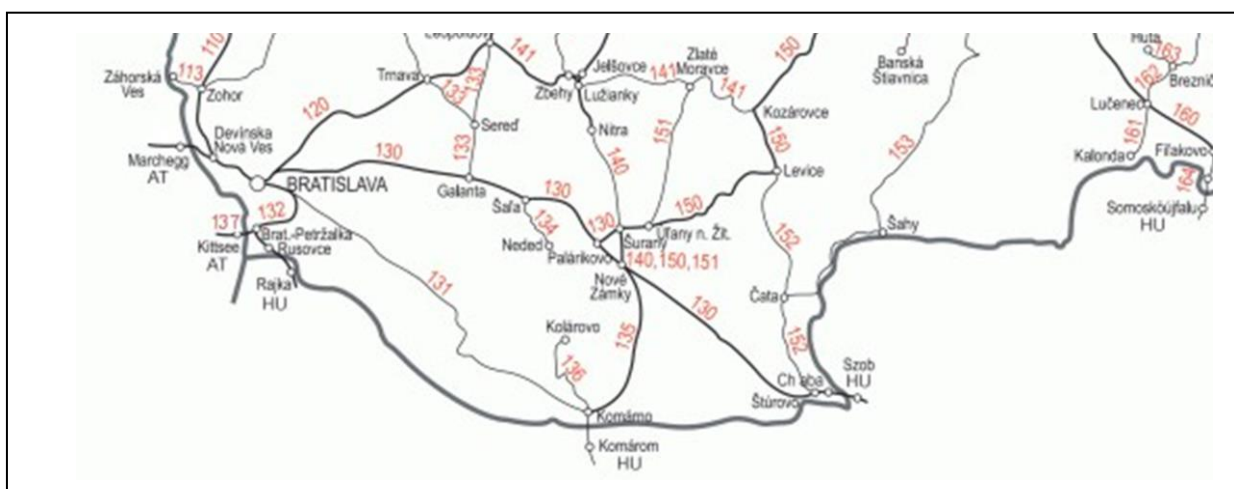 110
Leopoldov
141
150
Zlaté
Moravce
Huta
163
Záhorská
Ves
113
Zohor
Trnava
133
133
Zbehy
Jelšovce
Lužianky
141
141
Banská
Štiavnica
162
Breznič
120
Sereď
Nitra
Kozárovce
Lučenec
160
Devínska
Nová Ves
133
140
151
150
153
161
Marchegg
AT
130
Kalonda
Fiľakovo
BRATISLAVA
Galanta
Levice
164
Šaľa
130
150
Somoskőújfalu
HU
137
132
Brat.-Petržalka
134
130
Šurany
Uľany n. Žit.
152
Šahy
Kittsee
AT
Rusovce
Neded
Palárikovo
140,150,151
Rajka
HU
131
Nové
Zámky
130
Čata
Kolárovo
135
152
136
Szob
HU
Ch aba
Štúrovo
Komárno
Komárom
HU